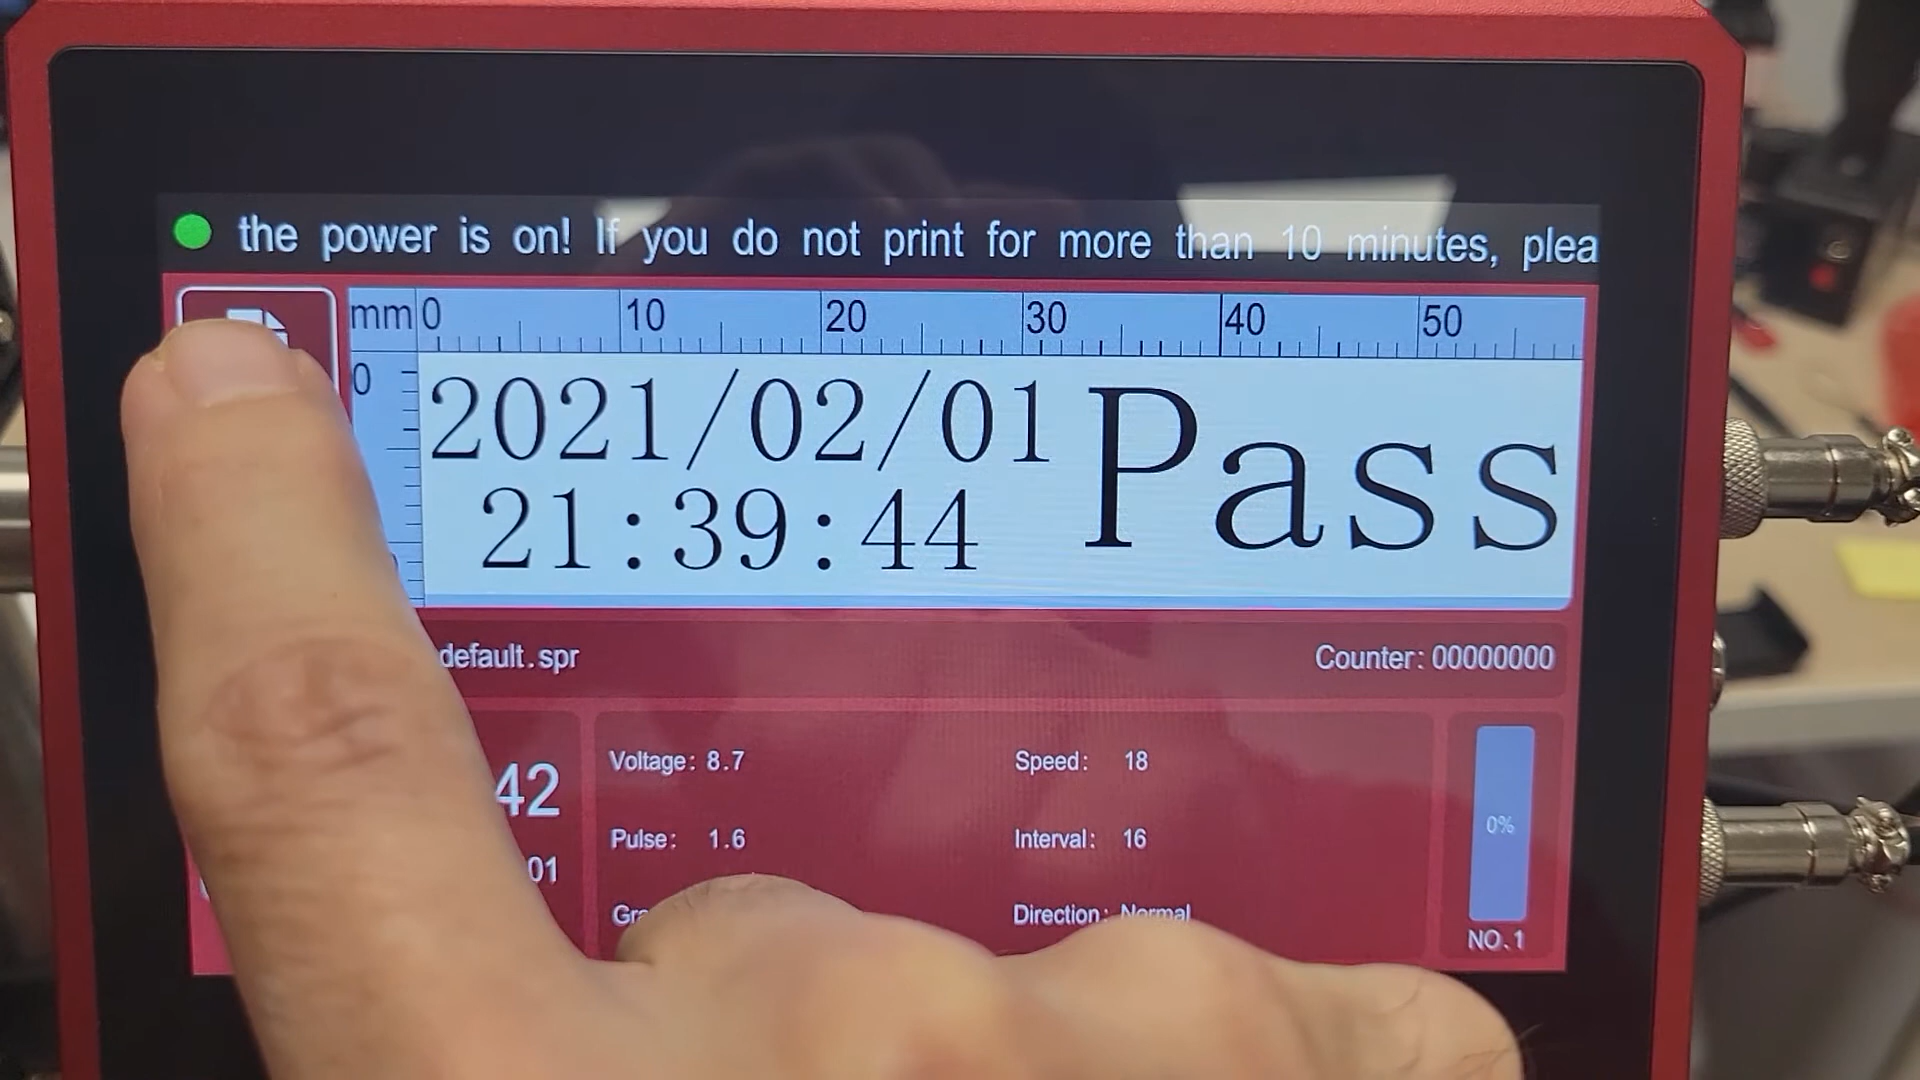 the power is on! If you do not print for more than 10 minutes, plea
mm 0 10 20 30 40 50
0
2021/02/01 Pass
21:39:44
default.spr Counter: 00000000
42
01
Voltage: 8.7 Speed: 18
Pulse: 1.6 Interval: 16
Direction: Normal
0%
NO.1